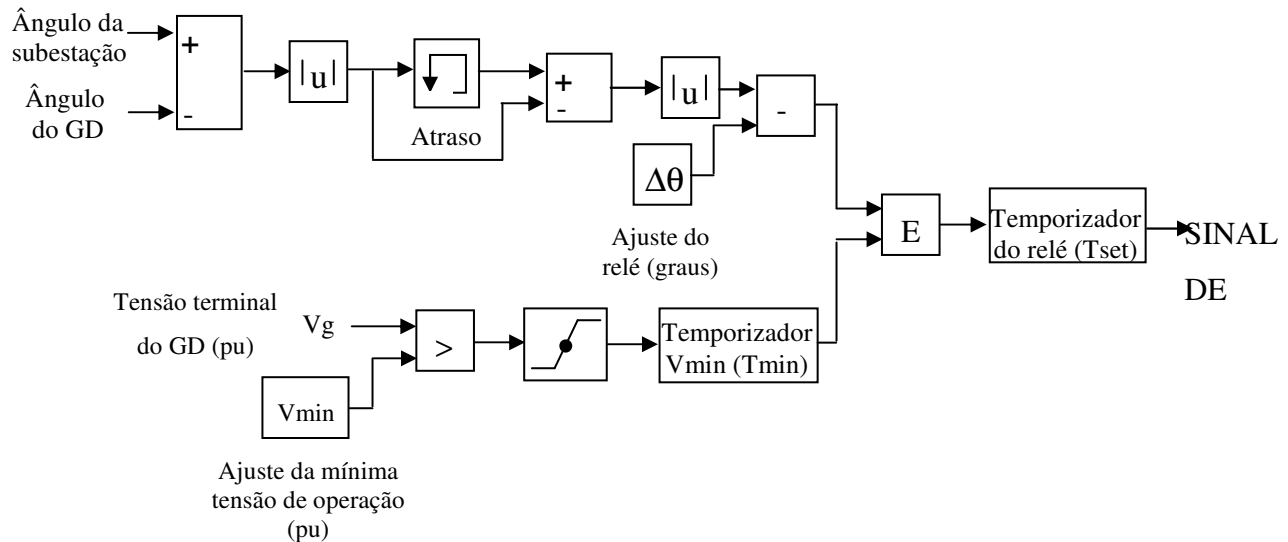 Ângulo da
subestação
+
-
Ângulo
do GD
|u|
Atraso
+
-
|u|
-
Δθ
Ajuste do
relé (graus)
E
Temporizador
do relé (Tset)
SINAL
DE
Tensão terminal
do GD (pu)
Vg
>
Temporizador
Vmin (Tmin)
Vmin
Ajuste da mínima
tensão de operação
(pu)